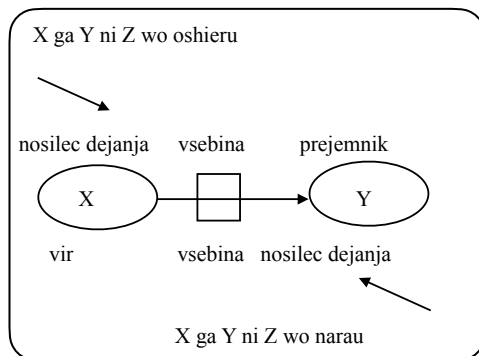 X ga Y ni Z wo oshieru
nosilec dejanja vsebina prejemnik
X Y
vir vsebina nosilec dejanja
X ga Y ni Z wo narau